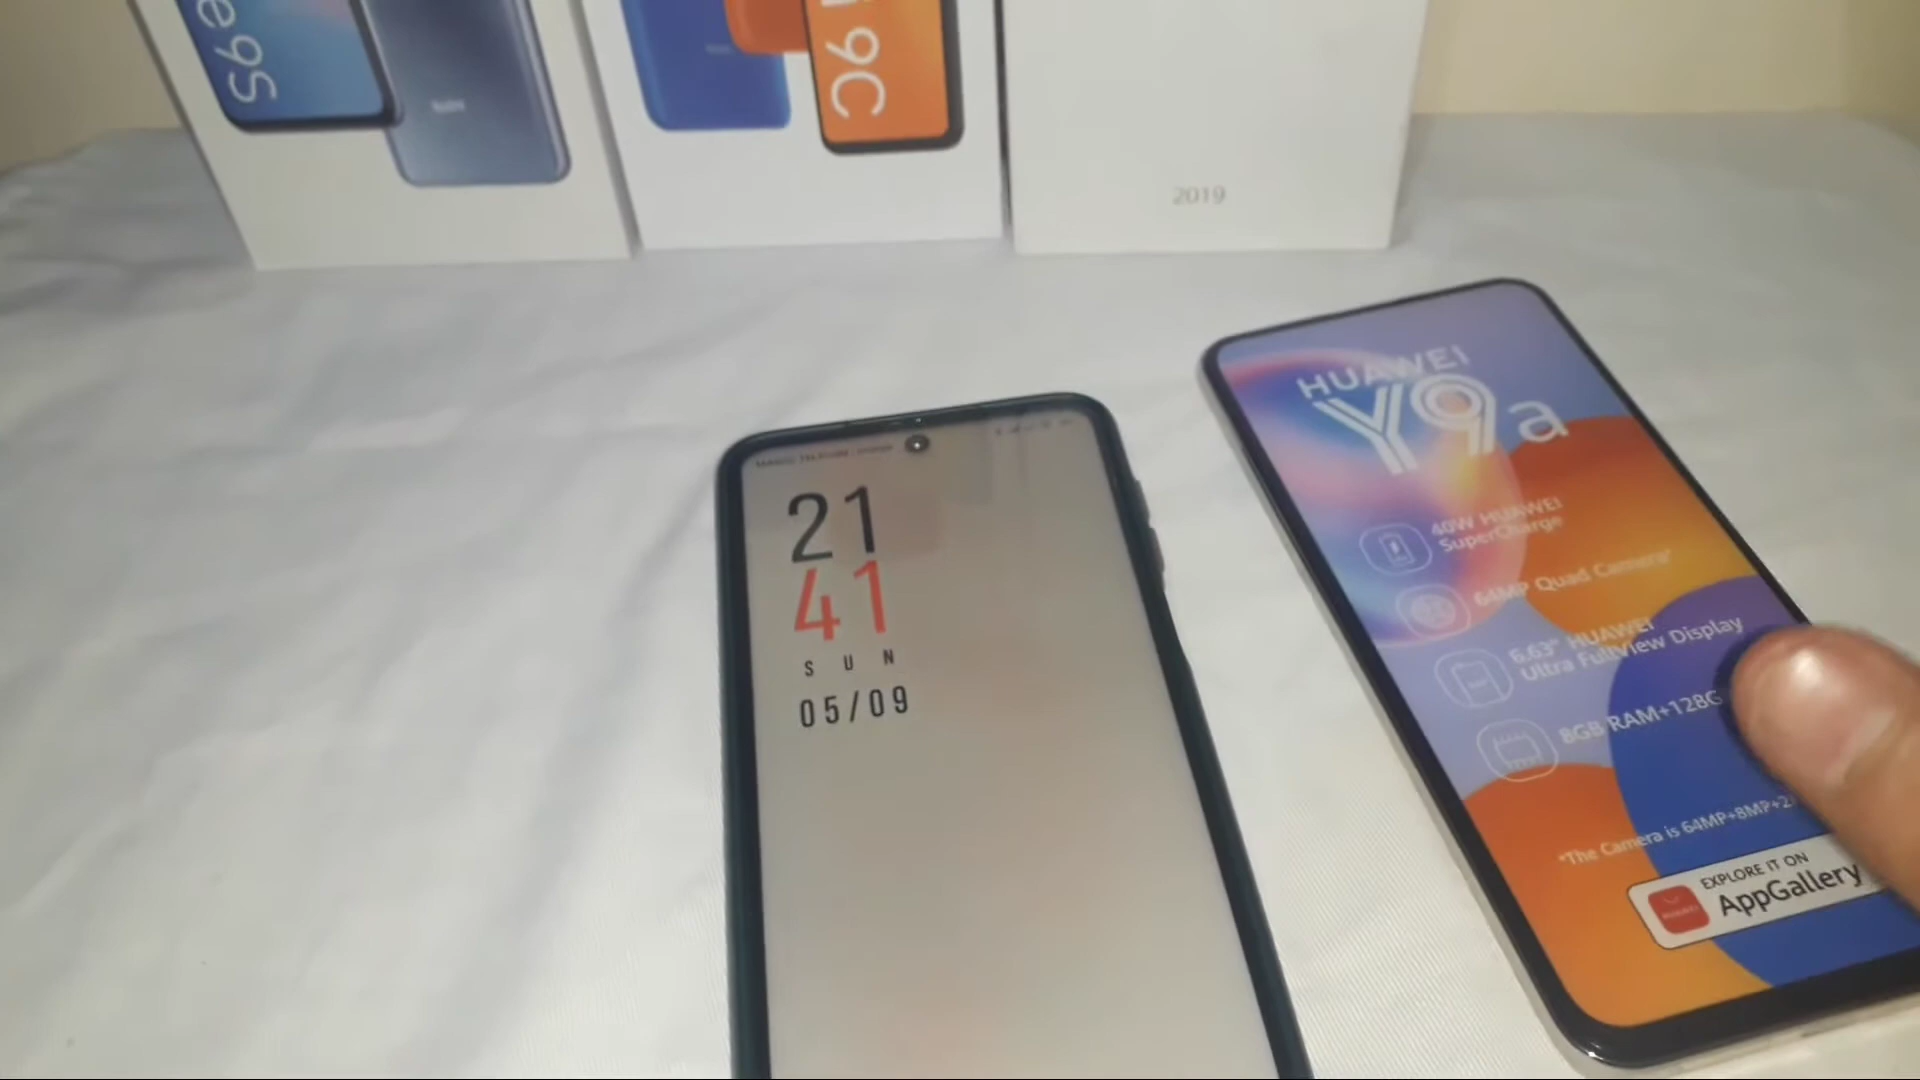 e 9S
9C
2019
21
41
SUN
05/09
HUAWEI
Y9a
40W HUAWEI
SuperCharge
64MP Quad Camera*
6.63" HUAWEI
Ultra FullView Display
8GB RAM+128G
*The Camera is 64MP+8MP+2
EXPLORE IT ON
AppGallery